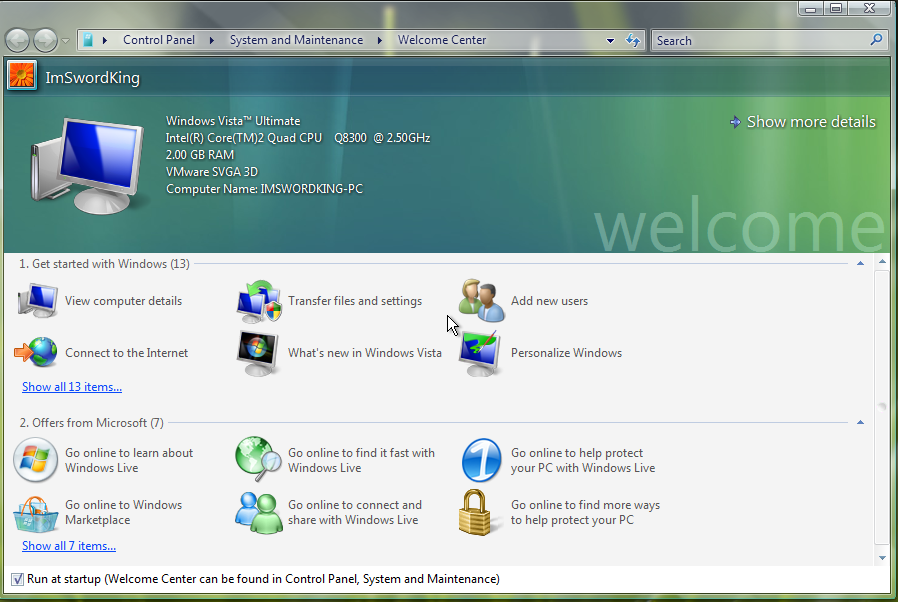 Control Panel System and Maintenance Welcome Center Search
ImSwordKing
Windows Vista™ Ultimate
Intel(R) Core(TM)2 Quad CPU Q8300 @ 2.50GHz
2.00 GB RAM
VMware SVGA 3D
Computer Name: IMSWORDKING-PC
Show more details
welcome
1. Get started with Windows (13)
View computer details
Transfer files and settings
Add new users
Connect to the Internet
What's new in Windows Vista
Personalize Windows
Show all 13 items...
2. Offers from Microsoft (7)
Go online to learn about
Windows Live
Go online to find it fast with
Windows Live
Go online to help protect
your PC with Windows Live
Go online to Windows
Marketplace
Go online to connect and
share with Windows Live
Go online to find more ways
to help protect your PC
Show all 7 items...
Run at startup (Welcome Center can be found in Control Panel, System and Maintenance)